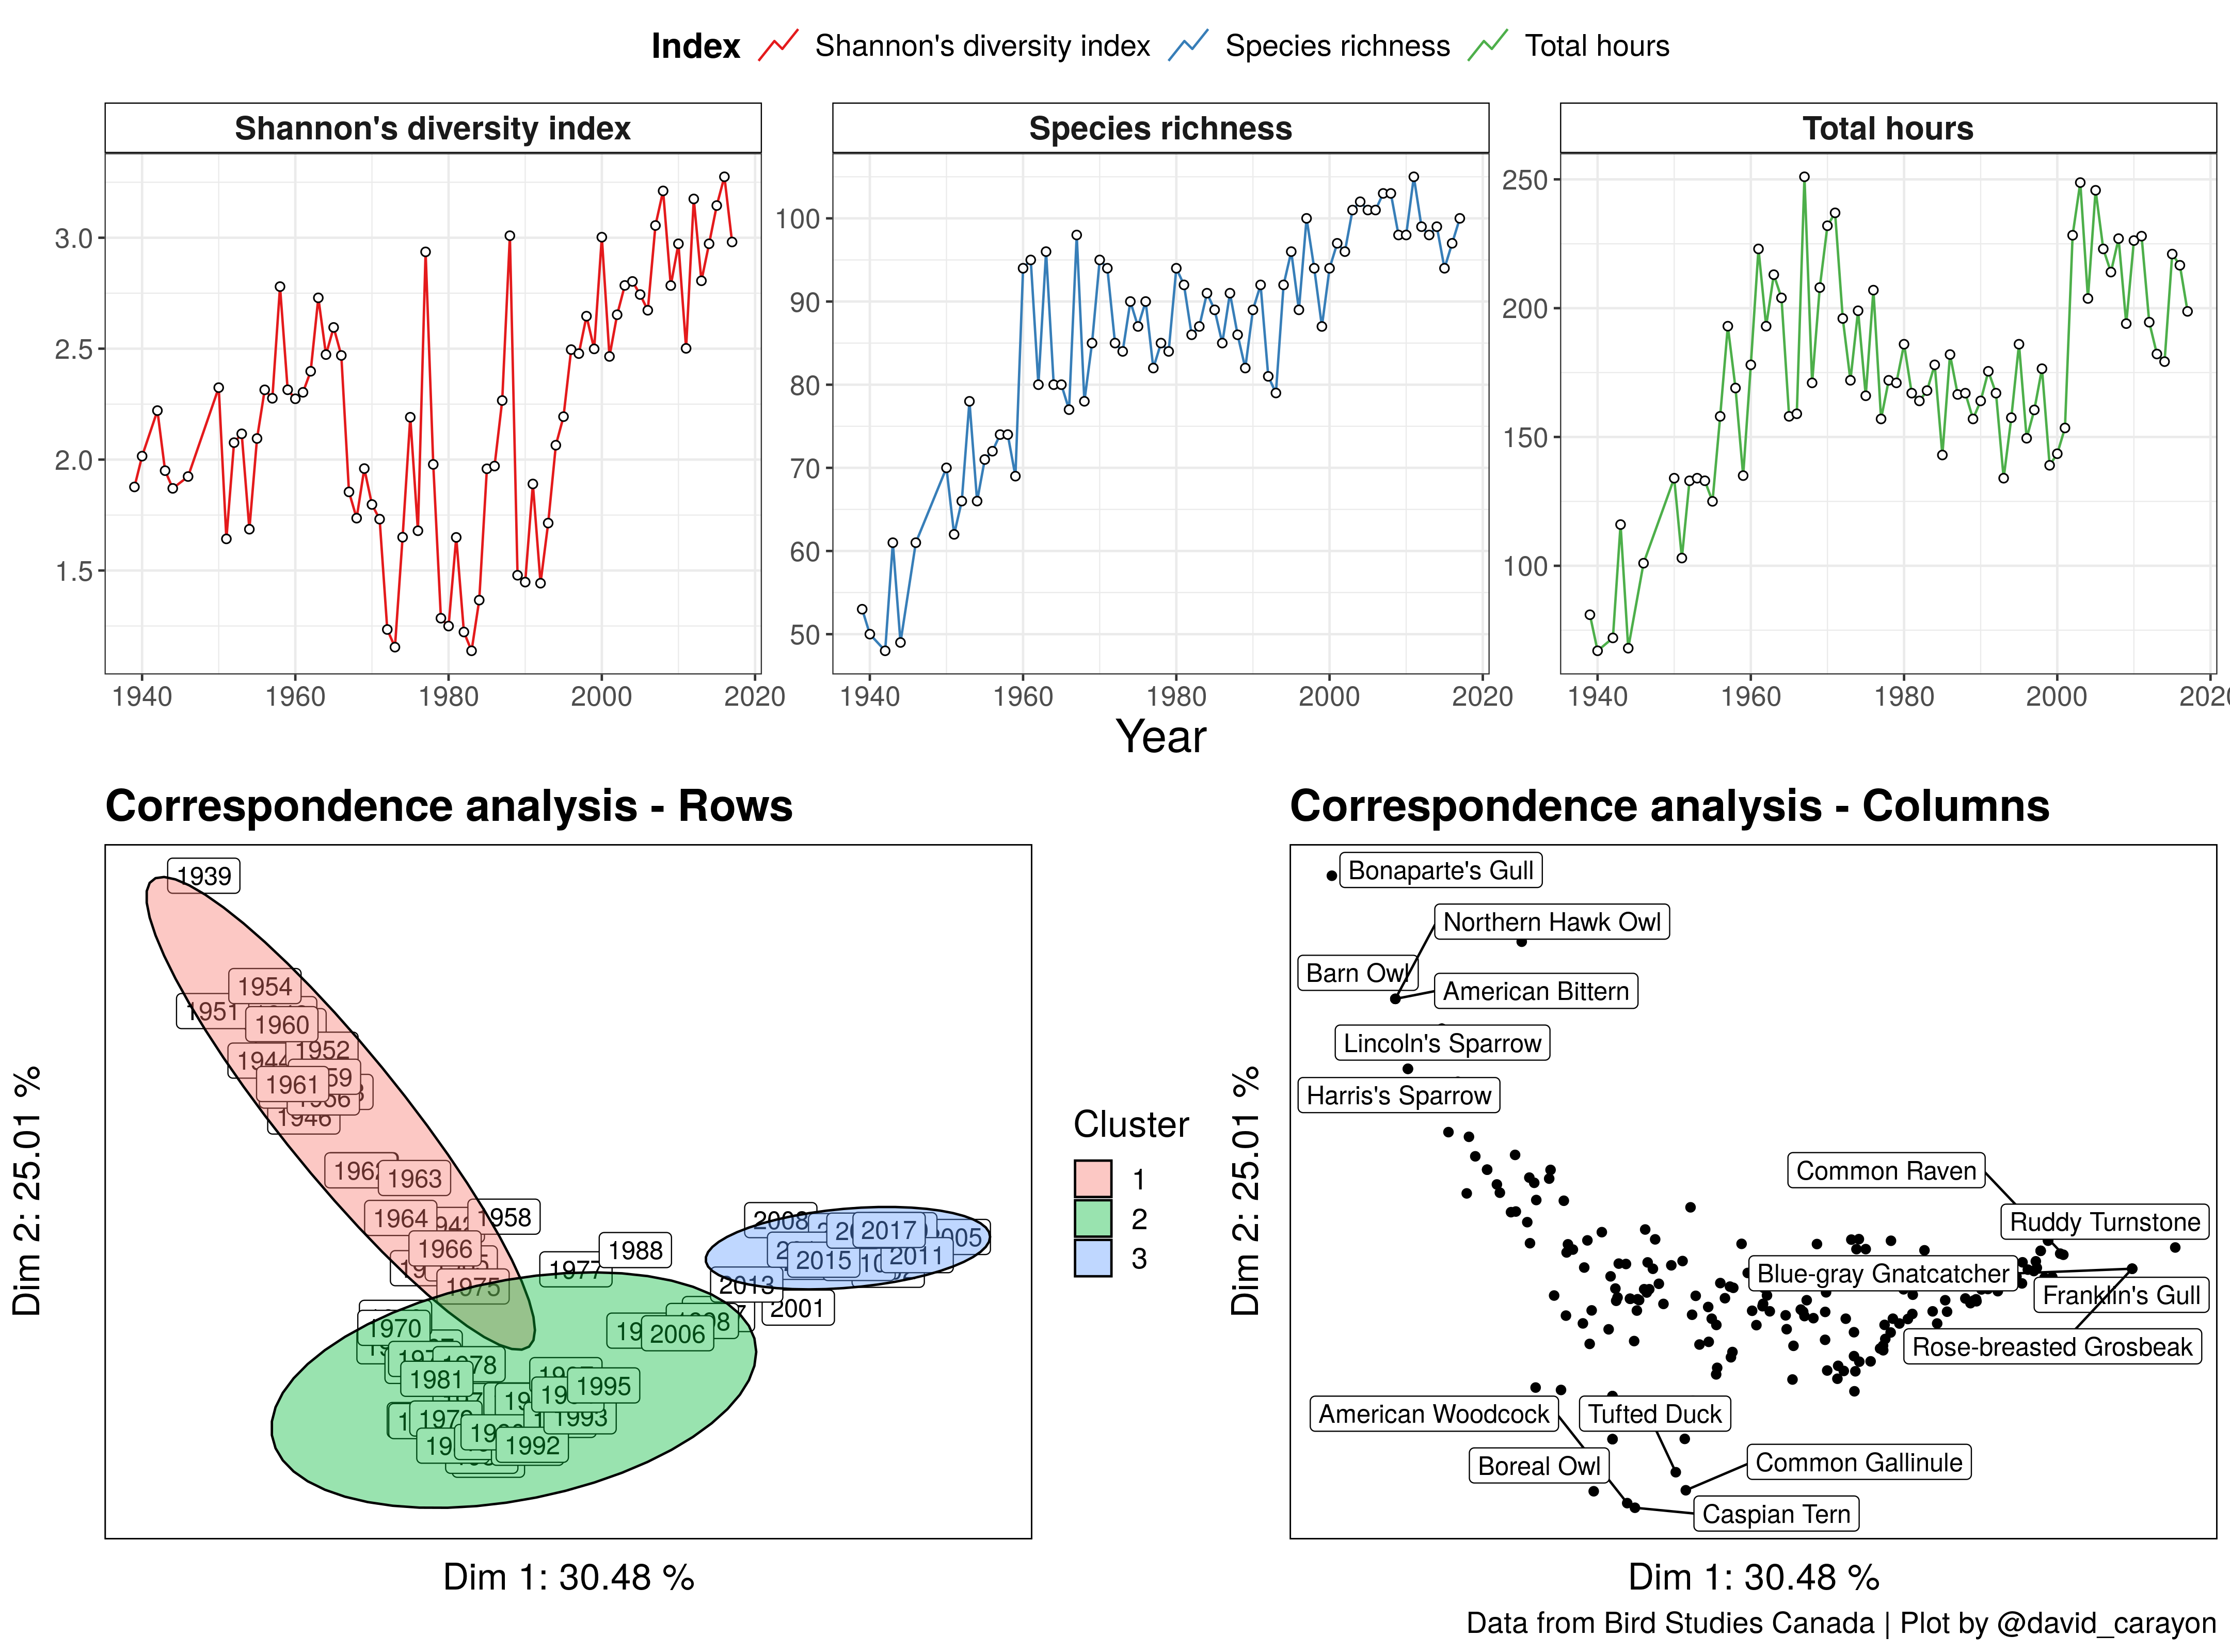 Index Shannon's diversity index Species richness Total hours
Shannon's diversity index
Species richness
Total hours
3.0
2.5
2.0
1.5
1940 1960 1980 2000 2020
100
90
80
70
60
50
1940 1960 1980 2000 2020
250
200
150
100
1940 1960 1980 2000
Year
Correspondence analysis - Rows
1939
1954
1951
1960
1952
1961
1946
1963
1964
1958
1966
1988
1977
1975
2008
2017
2015
2011
2013
2001
1970
2006
1981
1995
1993
1992
Dim 2: 25.01 %
Dim 1: 30.48 %
Cluster
1
2
3
Correspondence analysis - Columns
Bonaparte's Gull
Northern Hawk Owl
Barn Owl
American Bittern
Lincoln's Sparrow
Harris's Sparrow
Common Raven
Ruddy Turnstone
Blue-gray Gnatcatcher
Franklin's Gull
Rose-breasted Grosbeak
American Woodcock
Tufted Duck
Boreal Owl
Common Gallinule
Caspian Tern
Dim 2: 25.01 %
Dim 1: 30.48 %
Data from Bird Studies Canada | Plot by @david_carayon